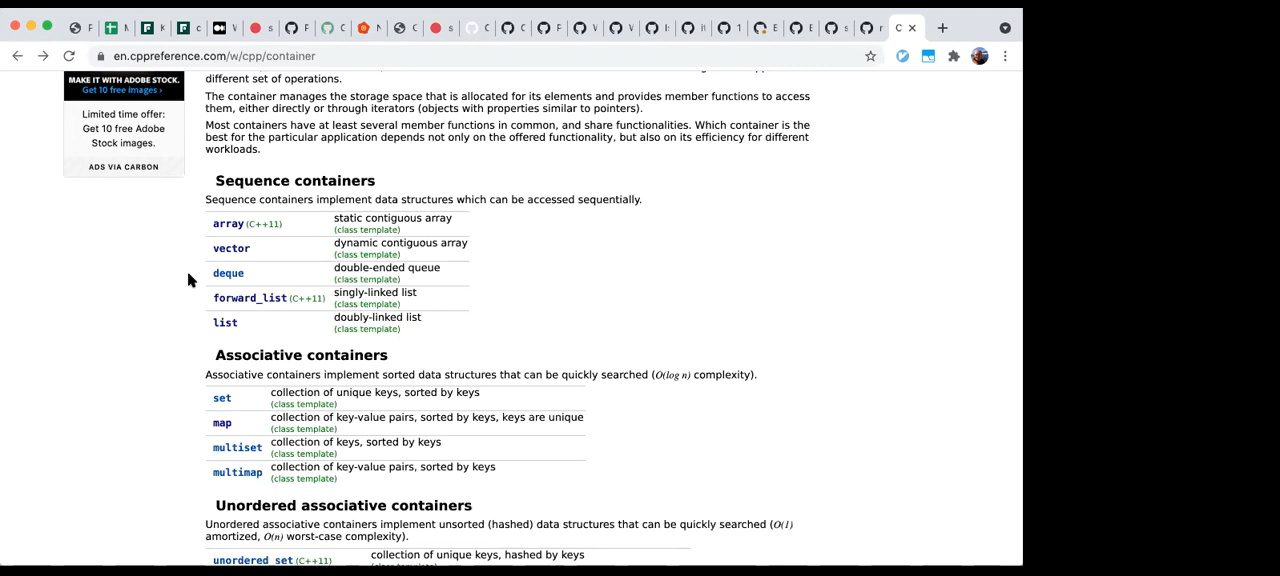 en.cppreference.com/w/cpp/container
MAKE IT WITH ADOBE STOCK.
Get 10 free images ›
Limited time offer:
Get 10 free Adobe
Stock images.
ADS VIA CARBON
different set of operations.
The container manages the storage space that is allocated for its elements and provides member functions to access
them, either directly or through iterators (objects with properties similar to pointers).
Most containers have at least several member functions in common, and share functionalities. Which container is the
best for the particular application depends not only on the offered functionality, but also on its efficiency for different
workloads.
Sequence containers
Sequence containers implement data structures which can be accessed sequentially.
array (C++11) static contiguous array
(class template)
vector dynamic contiguous array
(class template)
deque double-ended queue
(class template)
forward_list (C++11) singly-linked list
(class template)
list doubly-linked list
(class template)
Associative containers
Associative containers implement sorted data structures that can be quickly searched (O(log n) complexity).
set collection of unique keys, sorted by keys
(class template)
map collection of key-value pairs, sorted by keys, keys are unique
(class template)
multiset collection of keys, sorted by keys
(class template)
multimap collection of key-value pairs, sorted by keys
(class template)
Unordered associative containers
Unordered associative containers implement unsorted (hashed) data structures that can be quickly searched (O(1)
amortized, O(n) worst-case complexity).
unordered_set (C++11) collection of unique keys, hashed by keys